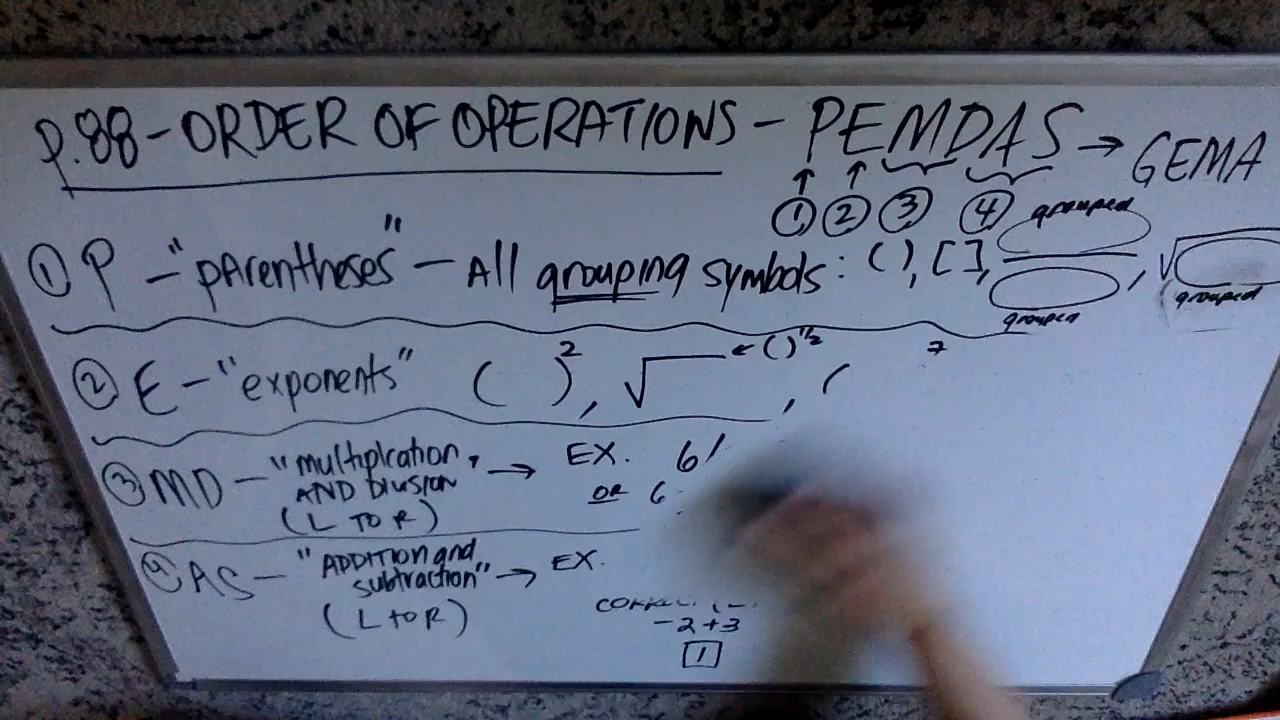 P.88 - ORDER OF OPERATIONS - PEMDAS → GEMA
① ② ③ ④
① P - "parentheses" - All grouping symbols: ( ), [ ], grouped grouped, √ grouped
② E - "exponents" ( )², √ ← ( )^1/2, ( 7
③ MD - "multiplication AND Division → EX. 6/
(L TO R) OR 6
④ AS - "ADDITION and subtraction" → EX.
(L to R)
-2+3
1